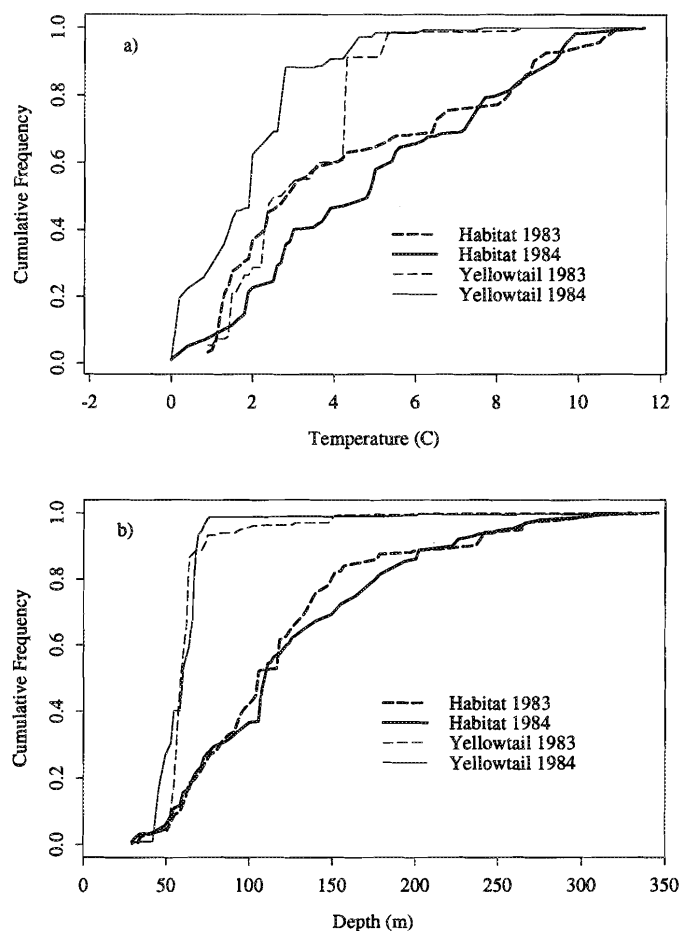 a)
Cumulative Frequency
1.0
0.8
0.6
0.4
0.2
0.0
Habitat 1983
Habitat 1984
Yellowtail 1983
Yellowtail 1984
-2 0 2 4 6 8 10 12
Temperature (C)
b)
Cumulative Frequency
1.0
0.8
0.6
0.4
0.2
0.0
Habitat 1983
Habitat 1984
Yellowtail 1983
Yellowtail 1984
0 50 100 150 200 250 300 350
Depth (m)